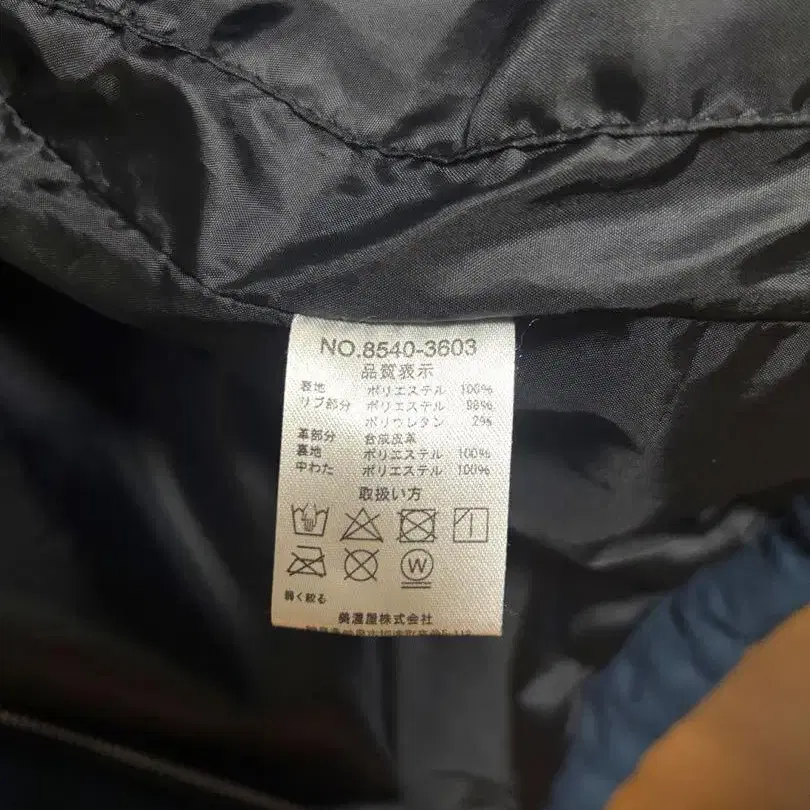 NO.8540-3603
品質表示
表地 ポリエステル 100%
リブ部分 ポリエステル 98%
ポリウレタン 2%
革部分 合成皮革
裏地 ポリエステル 100%
中わた ポリエステル 100%
取扱い方
W
弱く絞る
美濃屋株式会社